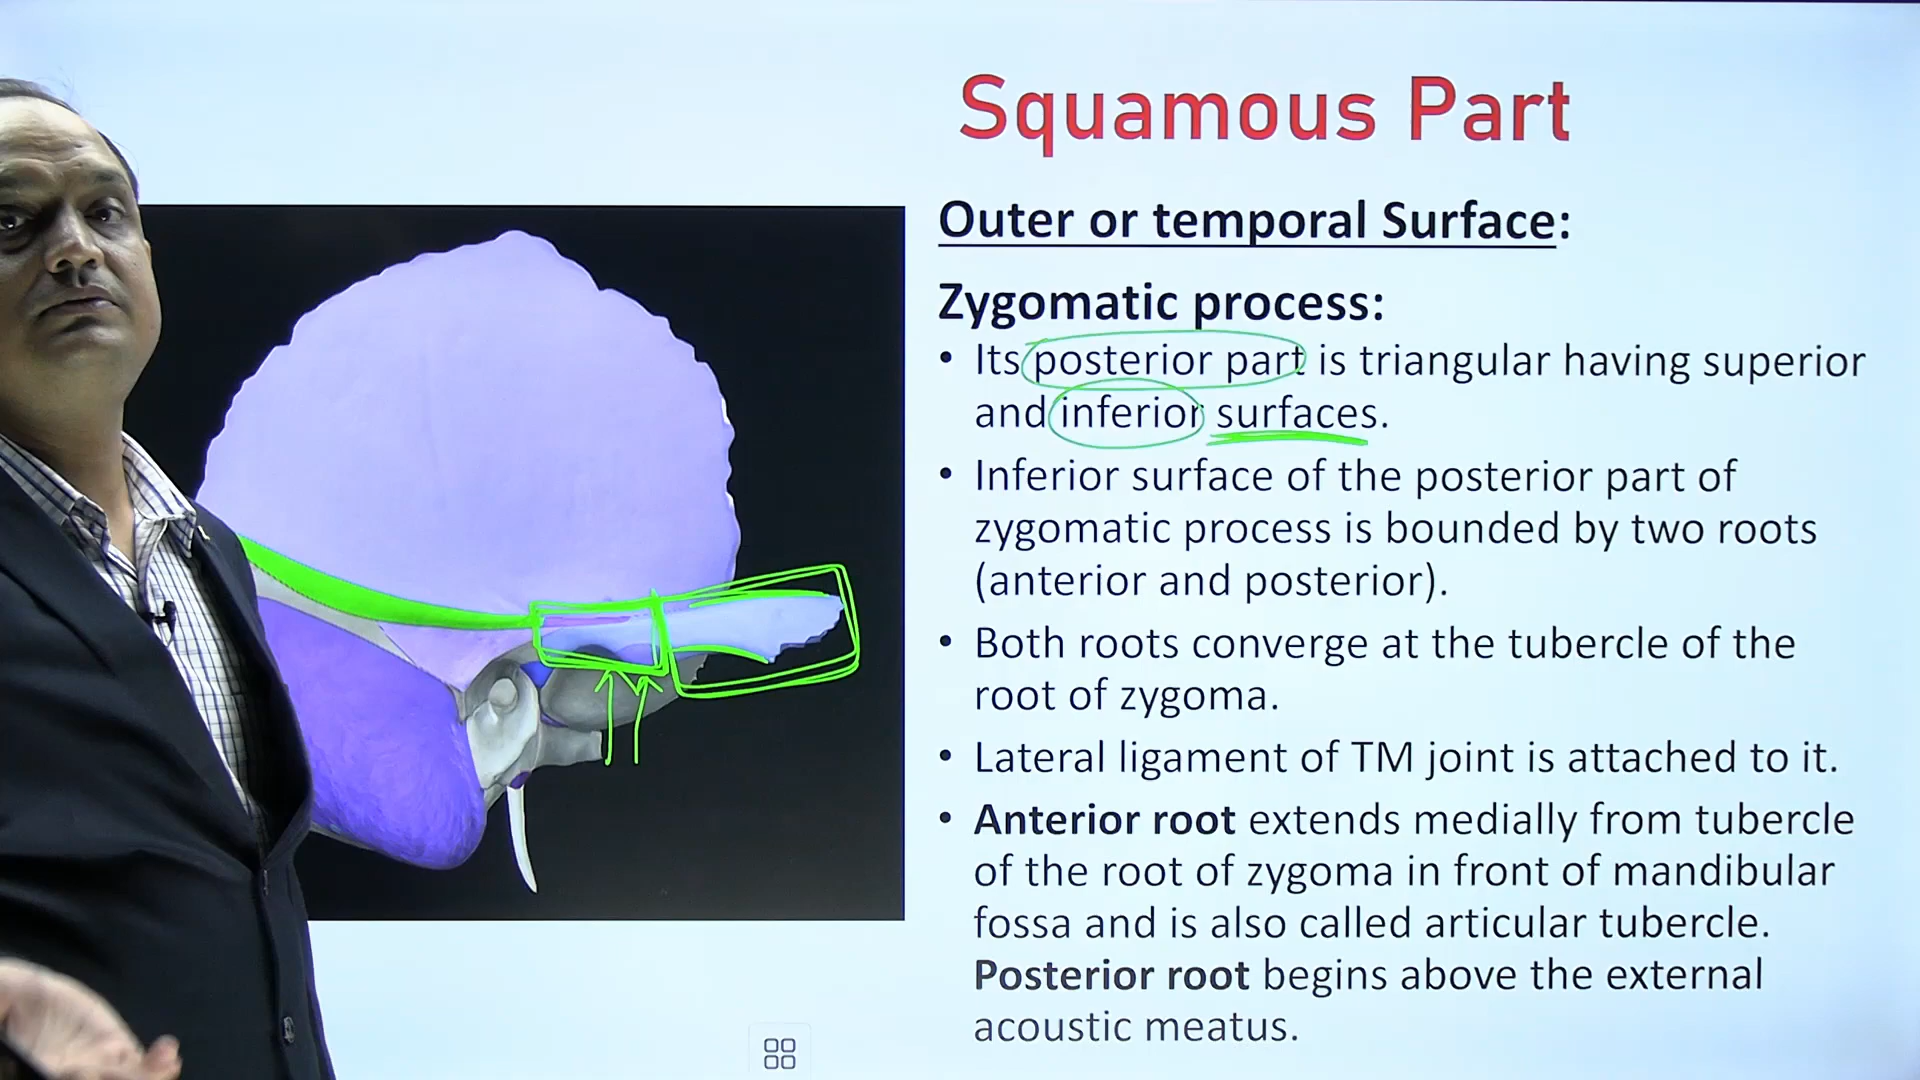 Squamous Part
Outer or temporal Surface:
Zygomatic process:
• Its posterior part is triangular having superior
and inferior surfaces.
• Inferior surface of the posterior part of
zygomatic process is bounded by two roots
(anterior and posterior).
• Both roots converge at the tubercle of the
root of zygoma.
• Lateral ligament of TM joint is attached to it.
• Anterior root extends medially from tubercle
of the root of zygoma in front of mandibular
fossa and is also called articular tubercle.
Posterior root begins above the external
acoustic meatus.